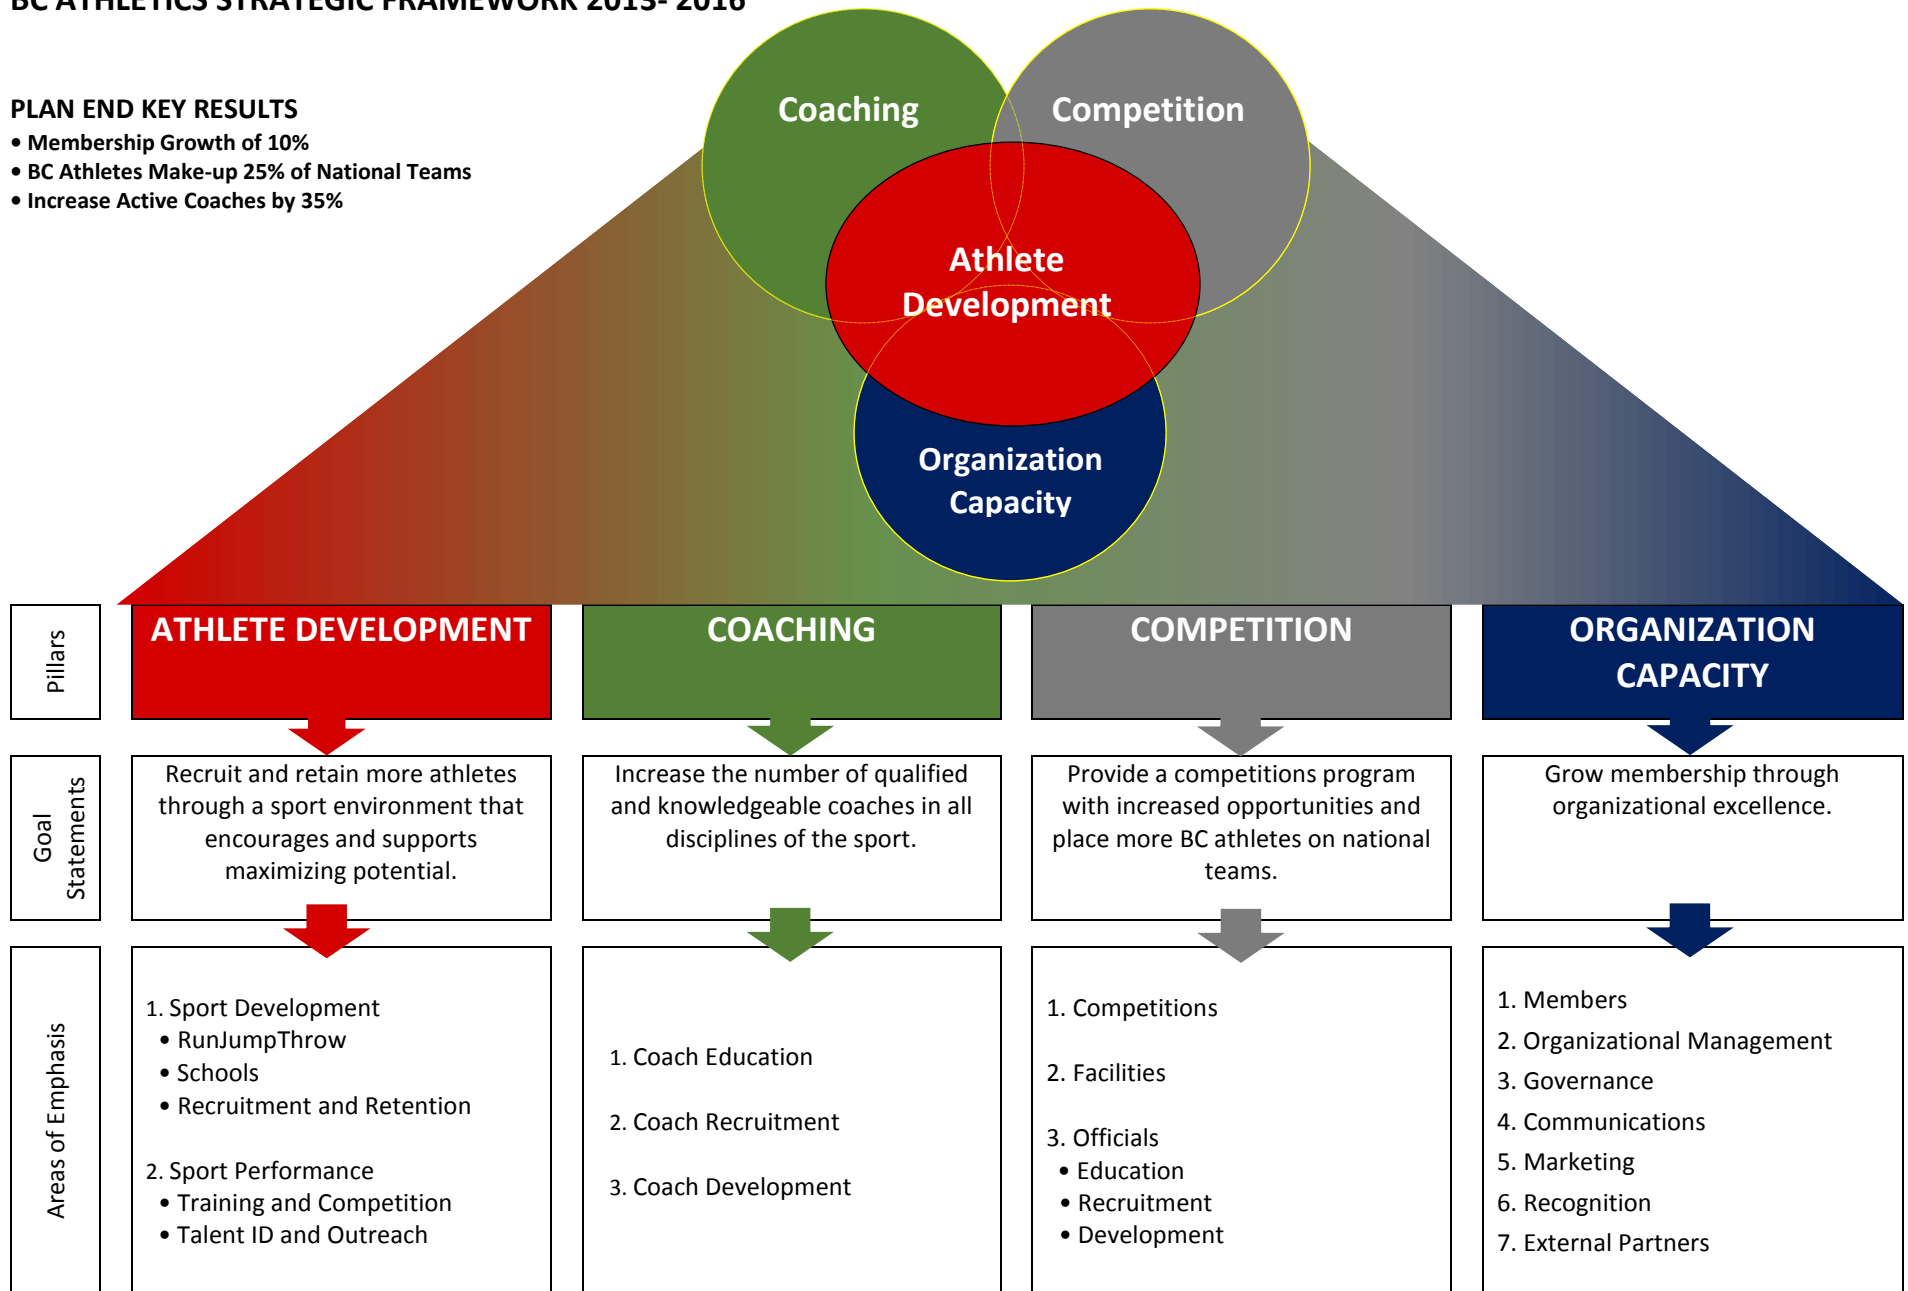 BC ATHLETICS STRATEGIC FRAMEWORK 2013- 2016
PLAN END KEY RESULTS
• Membership Growth of 10%
• BC Athletes Make-up 25% of National Teams
• Increase Active Coaches by 35%
Coaching
Competition
Athlete
Development
Organization
Capacity
Pillars
ATHLETE DEVELOPMENT
COACHING
COMPETITION
ORGANIZATION
CAPACITY
Goal
Statements
Recruit and retain more athletes
through a sport environment that
encourages and supports
maximizing potential.
Increase the number of qualified
and knowledgeable coaches in all
disciplines of the sport.
Provide a competitions program
with increased opportunities and
place more BC athletes on national
teams.
Grow membership through
organizational excellence.
Areas of Emphasis
1. Sport Development
• RunJumpThrow
• Schools
• Recruitment and Retention
2. Sport Performance
• Training and Competition
• Talent ID and Outreach
1. Coach Education
2. Coach Recruitment
3. Coach Development
1. Competitions
2. Facilities
3. Officials
• Education
• Recruitment
• Development
1. Members
2. Organizational Management
3. Governance
4. Communications
5. Marketing
6. Recognition
7. External Partners